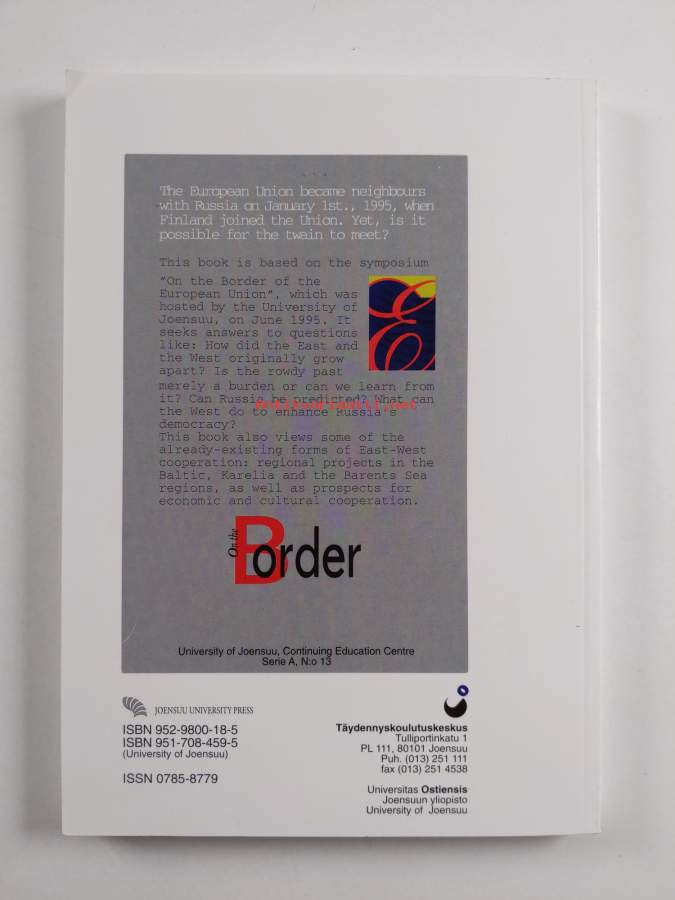 The European Union became neighbours
with Russia on January 1st., 1995, when
Finland joined the Union. Yet, is it
possible for the twain to meet?
This book is based on the symposium
"On the Border of the
European Union", which was
hosted by the University of
Joensuu, on June 1995. It
seeks answers to questions
like: How did the East and
the West originally grow
apart? Is the rowdy past
merely a burden or can we learn from
it? Can Russia be predicted? What can
the West do to enhance Russia's
democracy?
This book also views some of the
already-existing forms of East-West
cooperation: regional projects in the
Baltic, Karelia and the Barents Sea
regions, as well as prospects for
economic and cultural cooperation.
E
On the
Border
University of Joensuu, Continuing Education Centre
Serie A, N:o 13
JOENSUU UNIVERSITY PRESS
ISBN 952-9800-18-5
ISBN 951-708-459-5
(University of Joensuu)
ISSN 0785-8779
Täydennyskoulutuskeskus
Tulliportinkatu 1
PL 111, 80101 Joensuu
Puh. (013) 251 111
fax (013) 251 4538
Universitas Ostiensis
Joensuun yliopisto
University of Joensuu